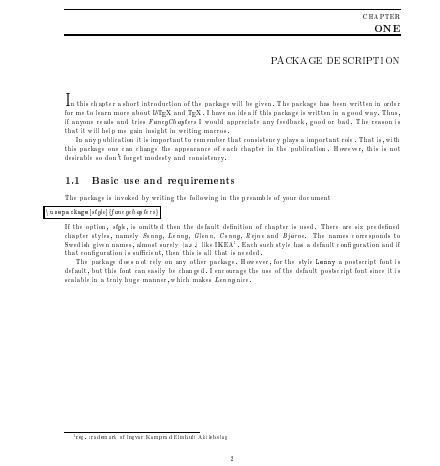 CHAPTER
ONE
PACKAGE DESCRIPTION
In this chapter a short introduction of the package will be given. The package has been written in order
for me to learn more about LATEX and TEX. I have no idea if this package is written in a good way. Thus,
if anyone reads and tries FancyChapters I would appreciate any feedback, good or bad. The reason is
that it will help me gain insight in writing macros.
In any publication it is important to remember that consistency plays a important role. That is, with
this package one can change the appearance of each chapter in the publication. However, this is not
desirable so don't forget modesty and consistency.
1.1 Basic use and requirements
The package is invoked by writing the following in the preamble of your document
\usepackage[style]{fancychapters}
If the option, style, is omitted then the default definition of chapter is used. There are six predefined
chapter styles, namely Sonny, Lenny, Glenn, Conny, Rejne and Bjarne. The names corresponds to
Swedish given names, almost surely (a.s.) like IKEA¹. Each such style has a default configuration and if
that configuration is sufficient, then this is all that is needed.
The package does not rely on any other package. However, for the style Lenny a postscript font is
default, but this font can easily be changed. I encourage the use of the default postscript font since it is
scalable in a truly huge manner, which makes Lenny nice.
¹reg. trademark of Ingvar Kamprad Elmhult Aktiebolag
2